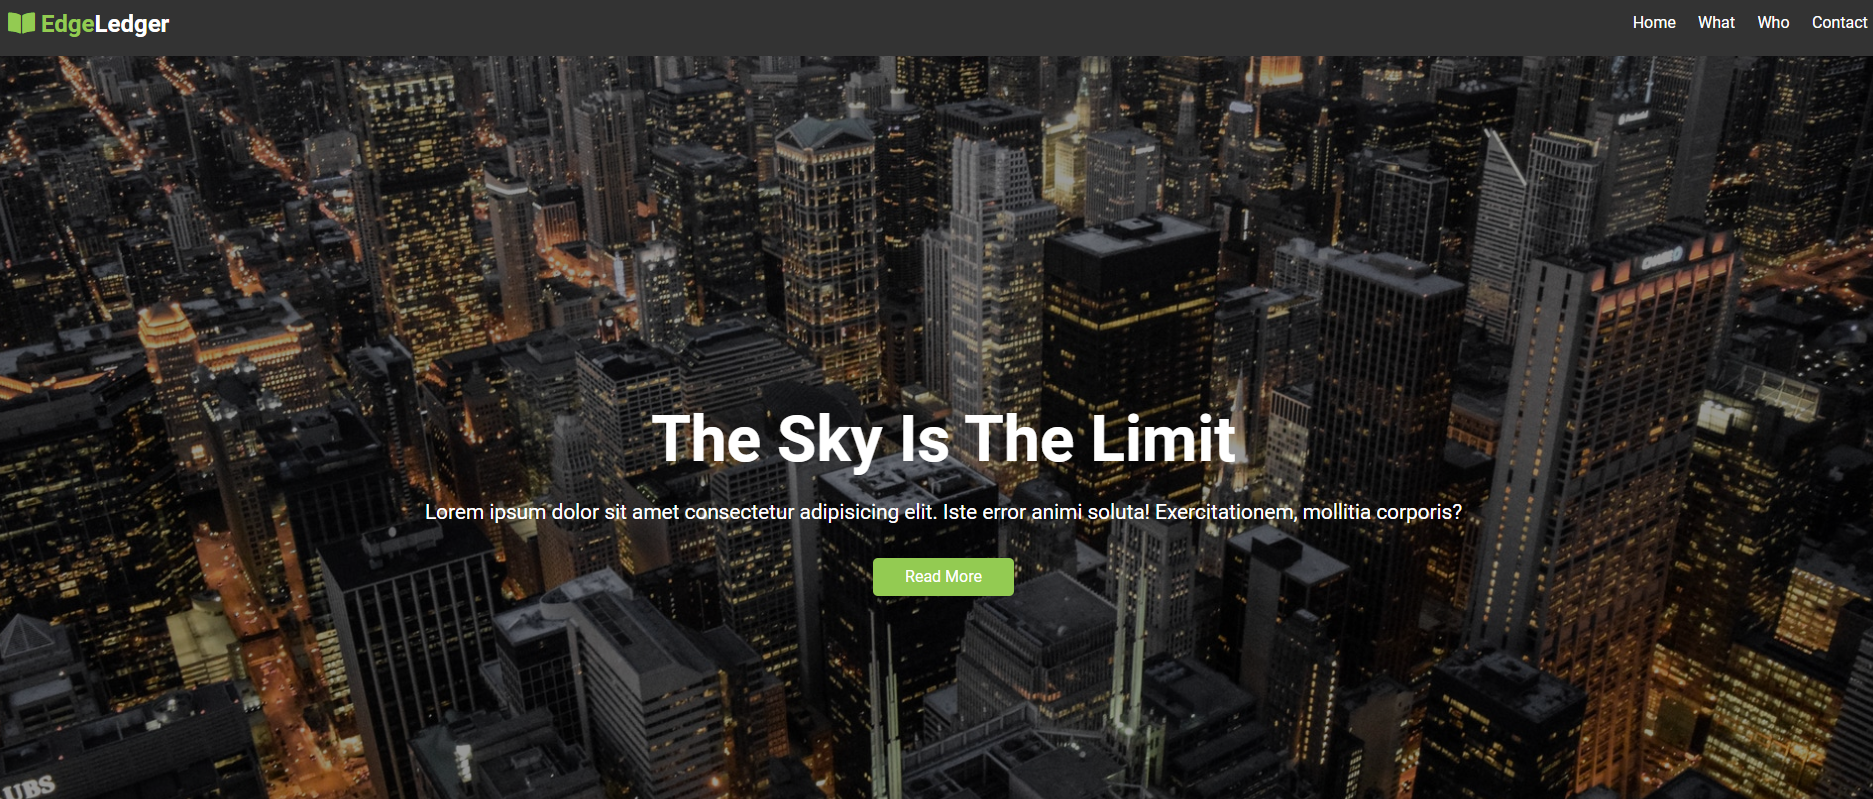 EdgeLedger
Home What Who Contact
CHASE
The Sky Is The Limit
Lorem ipsum dolor sit amet consectetur adipisicing elit. Iste error animi soluta! Exercitationem, mollitia corporis?
Read More
UBS